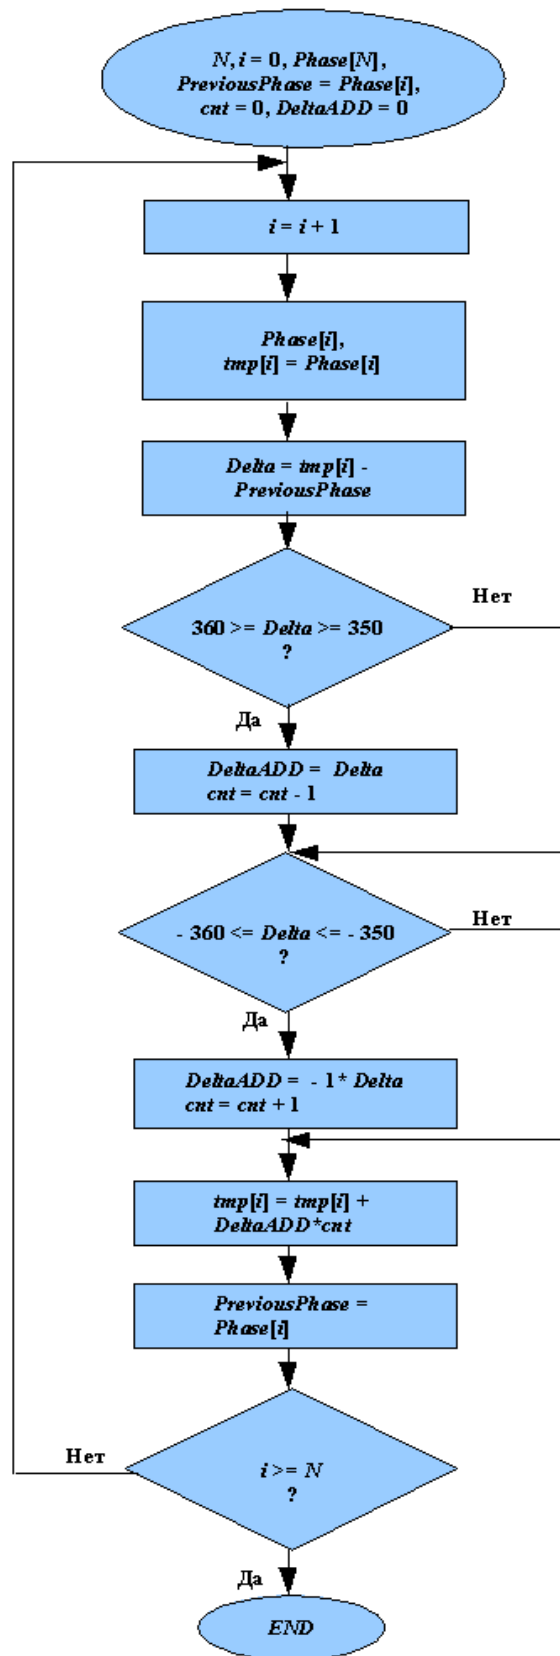 N, i = 0, Phase[N],
PreviousPhase = Phase[i],
cnt = 0, DeltaADD = 0
i = i + 1
Phase[i],
tmp[i] = Phase[i]
Delta = tmp[i] -
PreviousPhase
Нет
360 >= Delta >= 350
?
Да
DeltaADD = Delta
cnt = cnt - 1
- 360 <= Delta <= - 350
?
Нет
Да
DeltaADD = - 1* Delta
cnt = cnt + 1
tmp[i] = tmp[i] +
DeltaADD*cnt
PreviousPhase =
Phase[i]
Нет
i >= N
?
Да
END